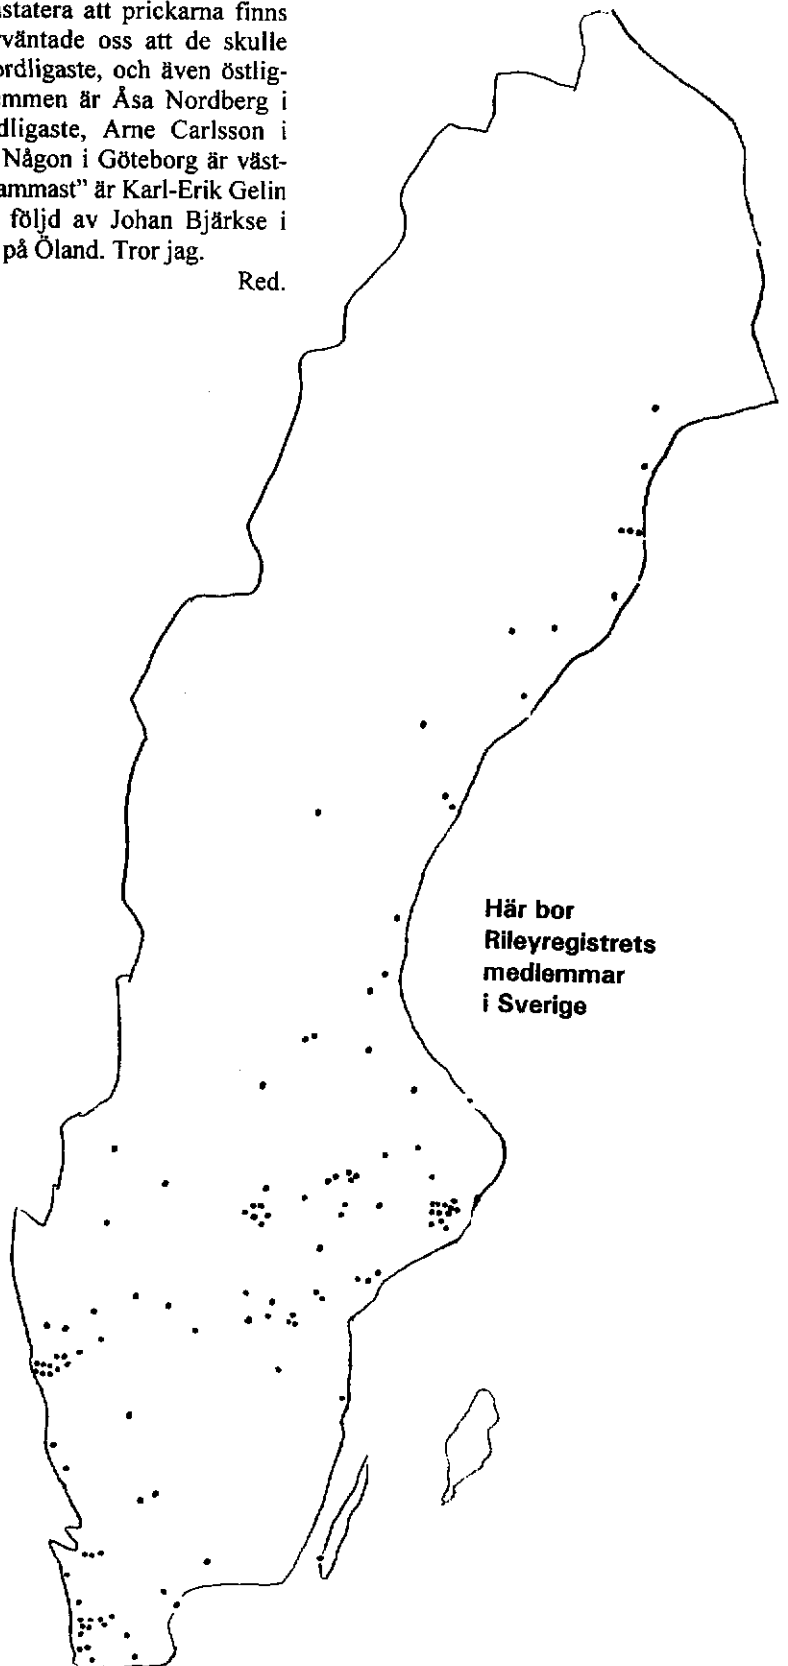 nstatera att prickarna finns
rväntade oss att de skulle
ordligaste, och även östlig-
emmen är Åsa Nordberg i
dligaste, Arne Carlsson i
Någon i Göteborg är väst-
ammast” är Karl-Erik Gelin
följd av Johan Bjärkse i
på Öland. Tror jag.
Red.
Här bor
Rileyregistrets
medlemmar
i Sverige